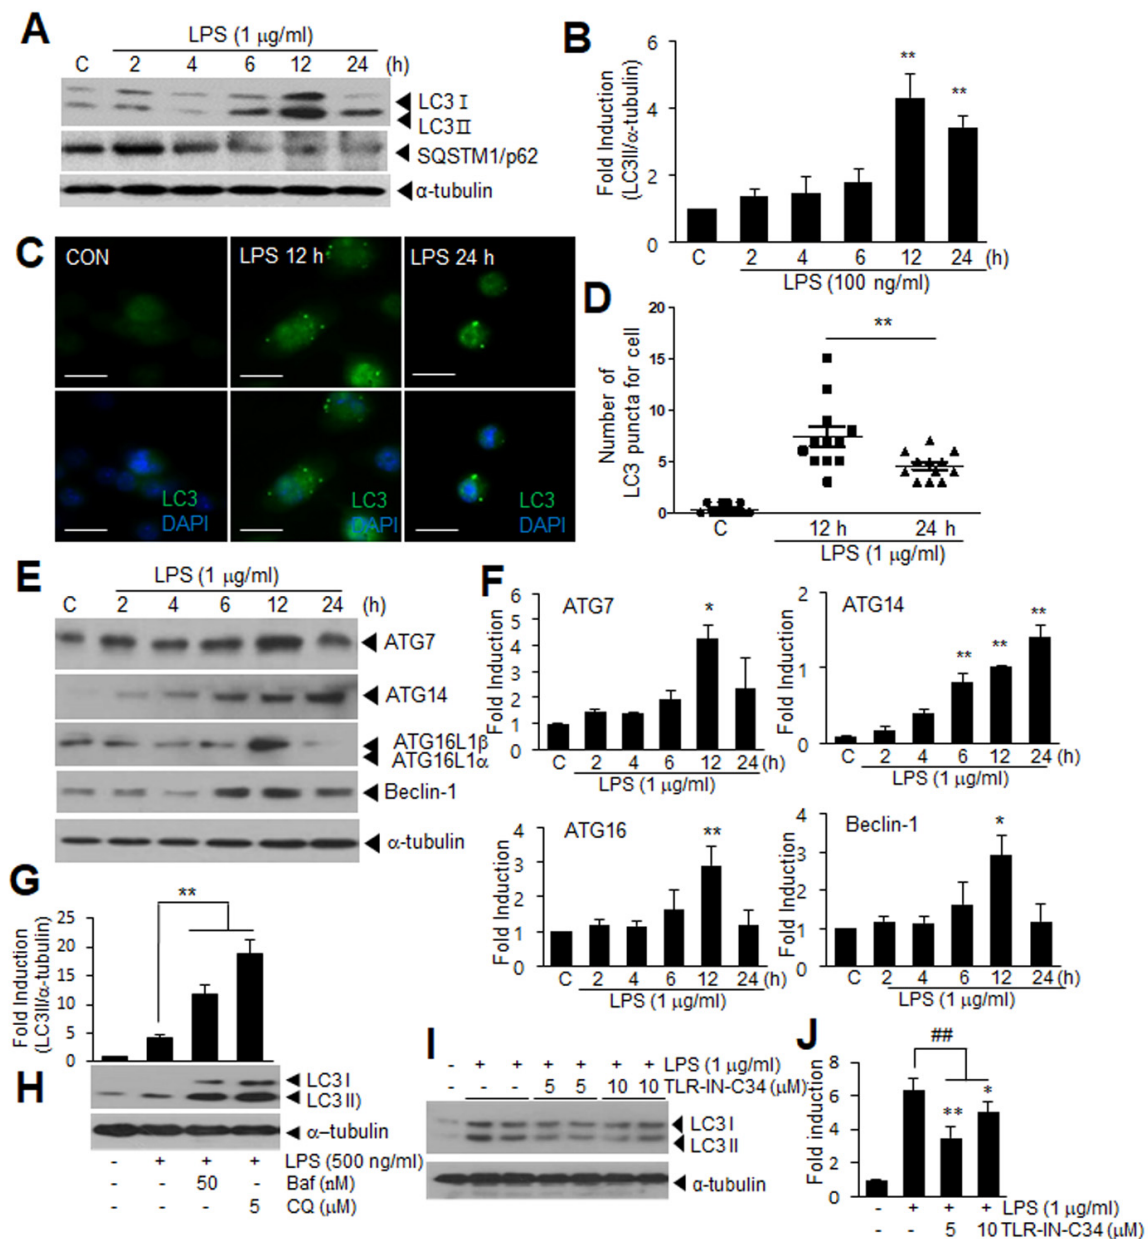 A
LPS (1 μg/ml)
C 2 4 6 12 24 (h)
LC3 I
LC3 II
SQSTM1/p62
α-tubulin
B
Fold Induction
(LC3II/α-tubulin)
6
4
2
0
** **
C 2 4 6 12 24 (h)
LPS (100 ng/ml)
C
CON LPS 12 h LPS 24 h
LC3 LC3 LC3
DAPI DAPI DAPI
D
Number of
LC3 puncta for cell
20
15
10
5
0
**
C 12 h 24 h
LPS (1 μg/ml)
E
LPS (1 μg/ml)
C 2 4 6 12 24 (h)
ATG7
ATG14
ATG16L1β
ATG16L1α
Beclin-1
α-tubulin
F
ATG7
Fold Induction
6
5
4
3
2
1
0
*
C 2 4 6 12 24 (h)
LPS (1 μg/ml)
ATG14
Fold Induction
2
1
0
** ** **
C 2 4 6 12 24 (h)
LPS (1 μg/ml)
ATG16
Fold Induction
4
3
2
1
0
**
C 2 4 6 12 24 (h)
LPS (1 μg/ml)
Beclin-1
Fold Induction
4
3
2
1
0
*
C 2 4 6 12 24 (h)
LPS (1 μg/ml)
G
Fold Induction
(LC3II/α-tubulin)
25
20
15
10
5
0
**
H
LC3 I
LC3 II)
α-tubulin
- + + + LPS (500 ng/ml)
- - 50 - Baf (nM)
- - - 5 CQ (μM)
I
- + + + + + + LPS (1 μg/ml)
- - - 5 5 10 10 TLR-IN-C34 (μM)
LC3 I
LC3 II
α-tubulin
J
Fold induction
8
6
4
2
0
##
** *
- + + + LPS (1 μg/ml)
- - 5 10 TLR-IN-C34 (μM)